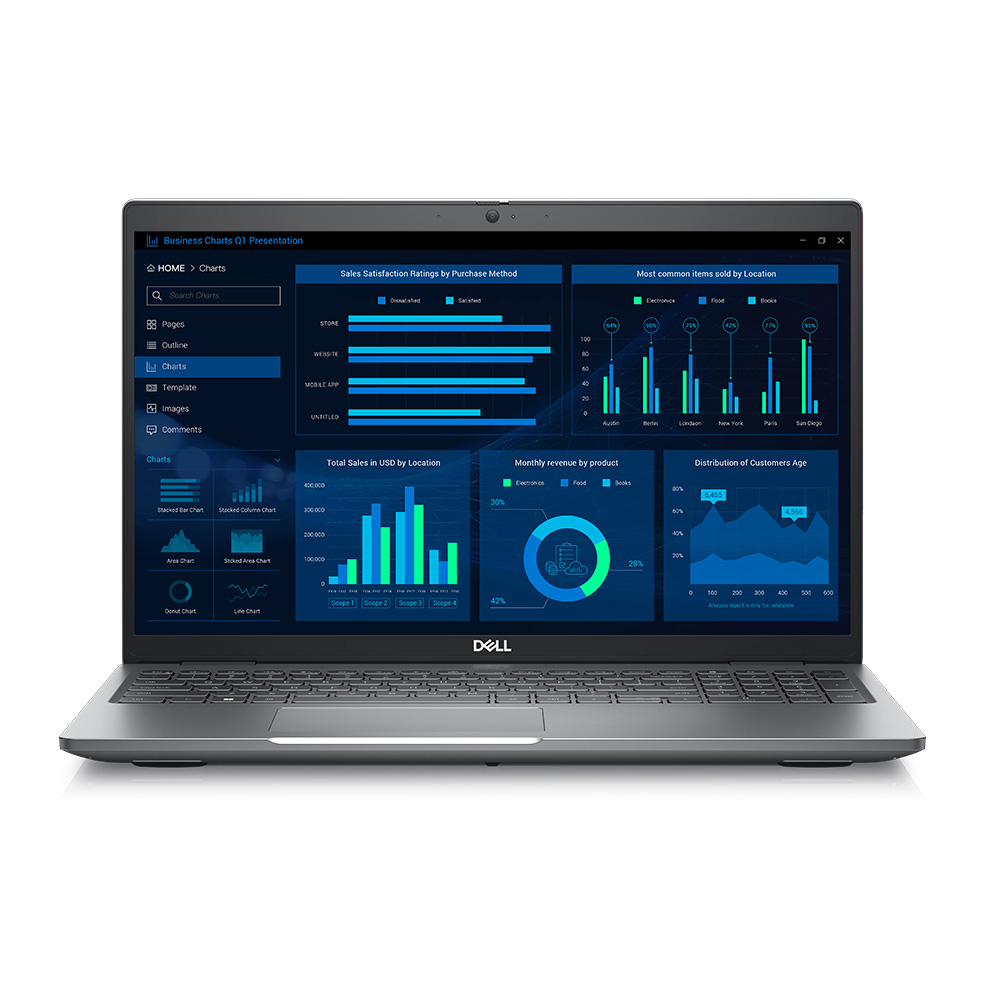 Business Charts Q1 Presentation
HOME > Charts
Search Charts
Pages
Outline
Charts
Template
Images
Comments
Charts
Stacked Bar Chart
Stacked Column Chart
Area Chart
Stcked Area Chart
Donut Chart
Line Chart
Sales Satisfaction Ratings by Purchase Method
Dissatisfied
Satisfied
STORE
WEBSITE
MOBILE APP
UNTITLED
Most common items sold by Location
Electronics
Food
Books
64%
42%
77%
95%
100
80
60
40
20
0
Austin
Berlin
Londaon
New York
Paris
San Diego
Total Sales in USD by Location
400,000
300,000
200,000
100,000
0
Scope 1
Scope 2
Scope 3
Scope 4
Monthly revenue by product
Electronics
Food
Books
30%
28%
42%
Distribution of Customers Age
80%
60%
40%
20%
6,455
4,566
0 100 200 300 400 500 600
Analysis report is only for reference
DELL